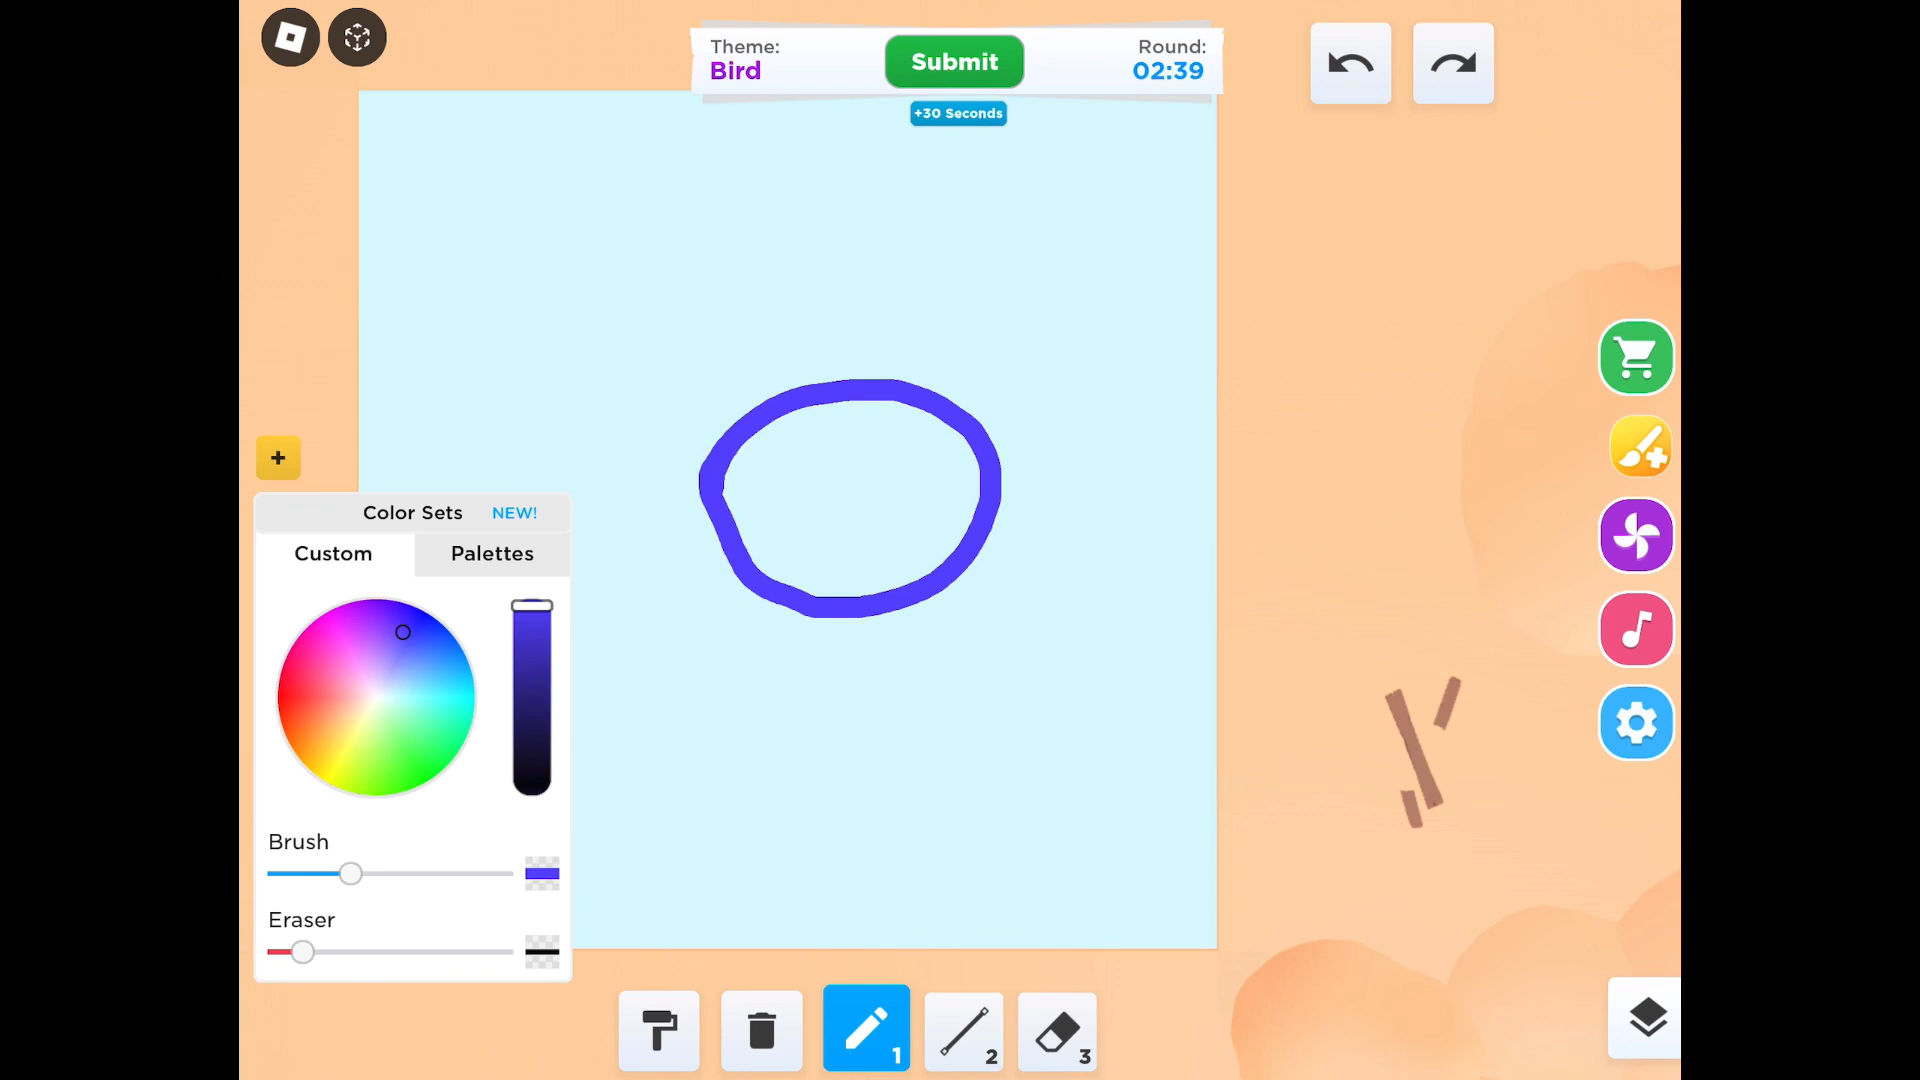 Theme:
Bird
Submit
Round:
02:39
+30 Seconds
+
Color Sets NEW!
Custom
Palettes
Brush
Eraser
1
2
3